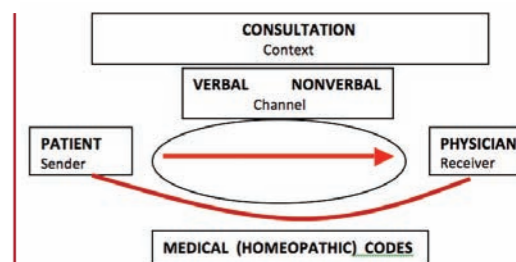 CONSULTATION
Context
VERBAL NONVERBAL
Channel
PATIENT
Sender
PHYSICIAN
Receiver
MEDICAL (HOMEOPATHIC) CODES